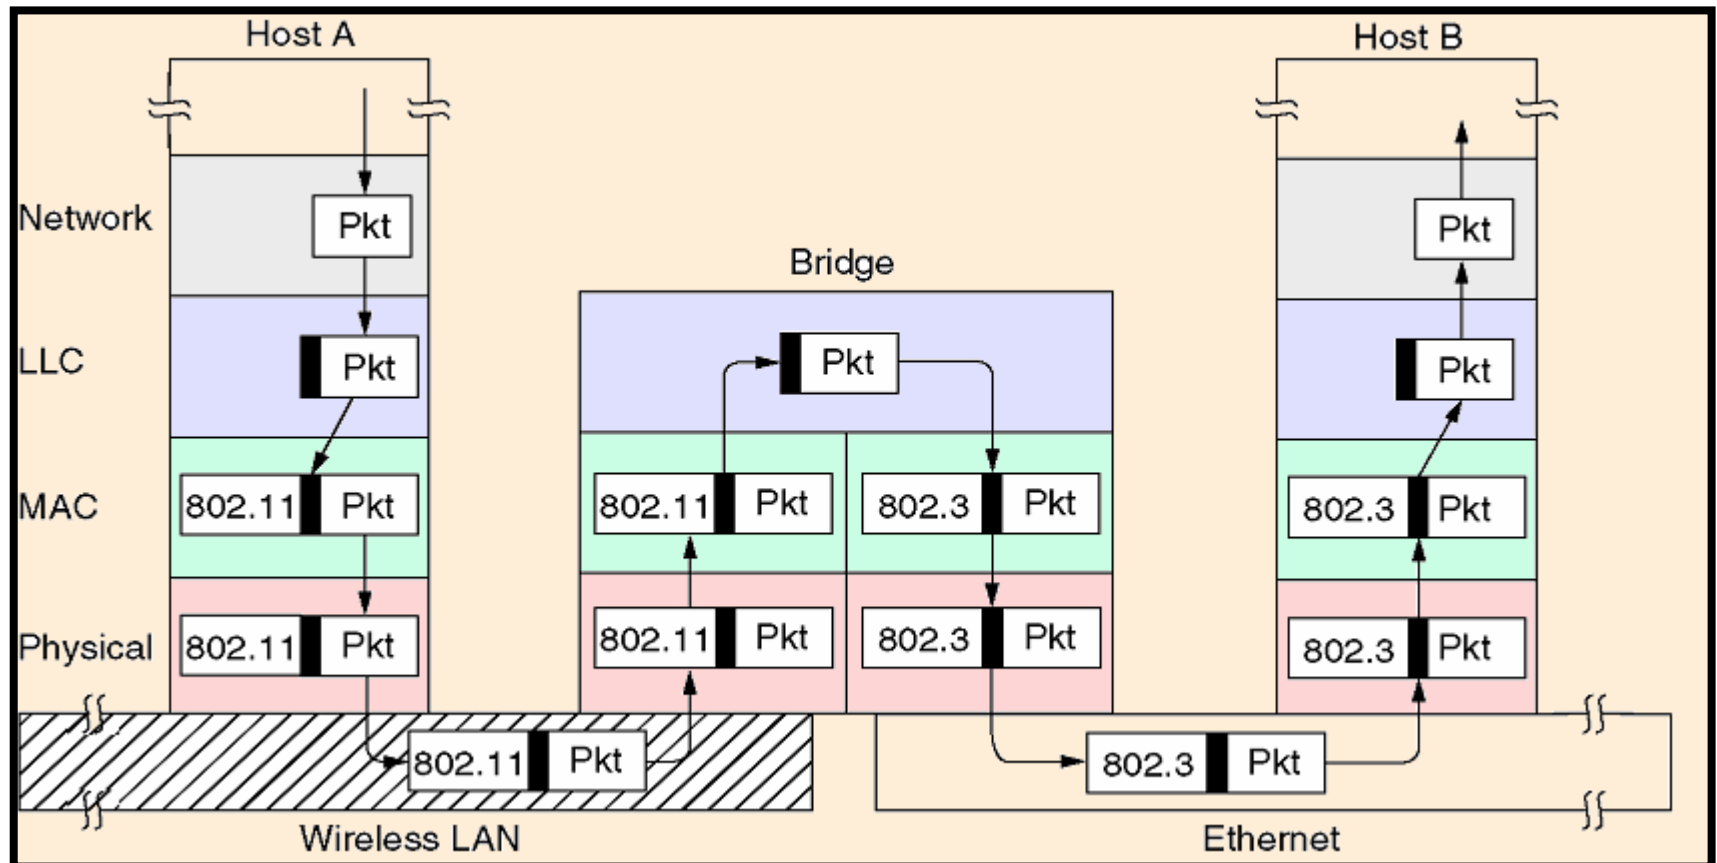 Host A
Host B
Network
Pkt
Pkt
Bridge
LLC
Pkt
Pkt
Pkt
MAC
802.11 Pkt
802.11 Pkt
802.3 Pkt
802.3 Pkt
Physical
802.11 Pkt
802.11 Pkt
802.3 Pkt
802.3 Pkt
802.11 Pkt
802.3 Pkt
Wireless LAN
Ethernet